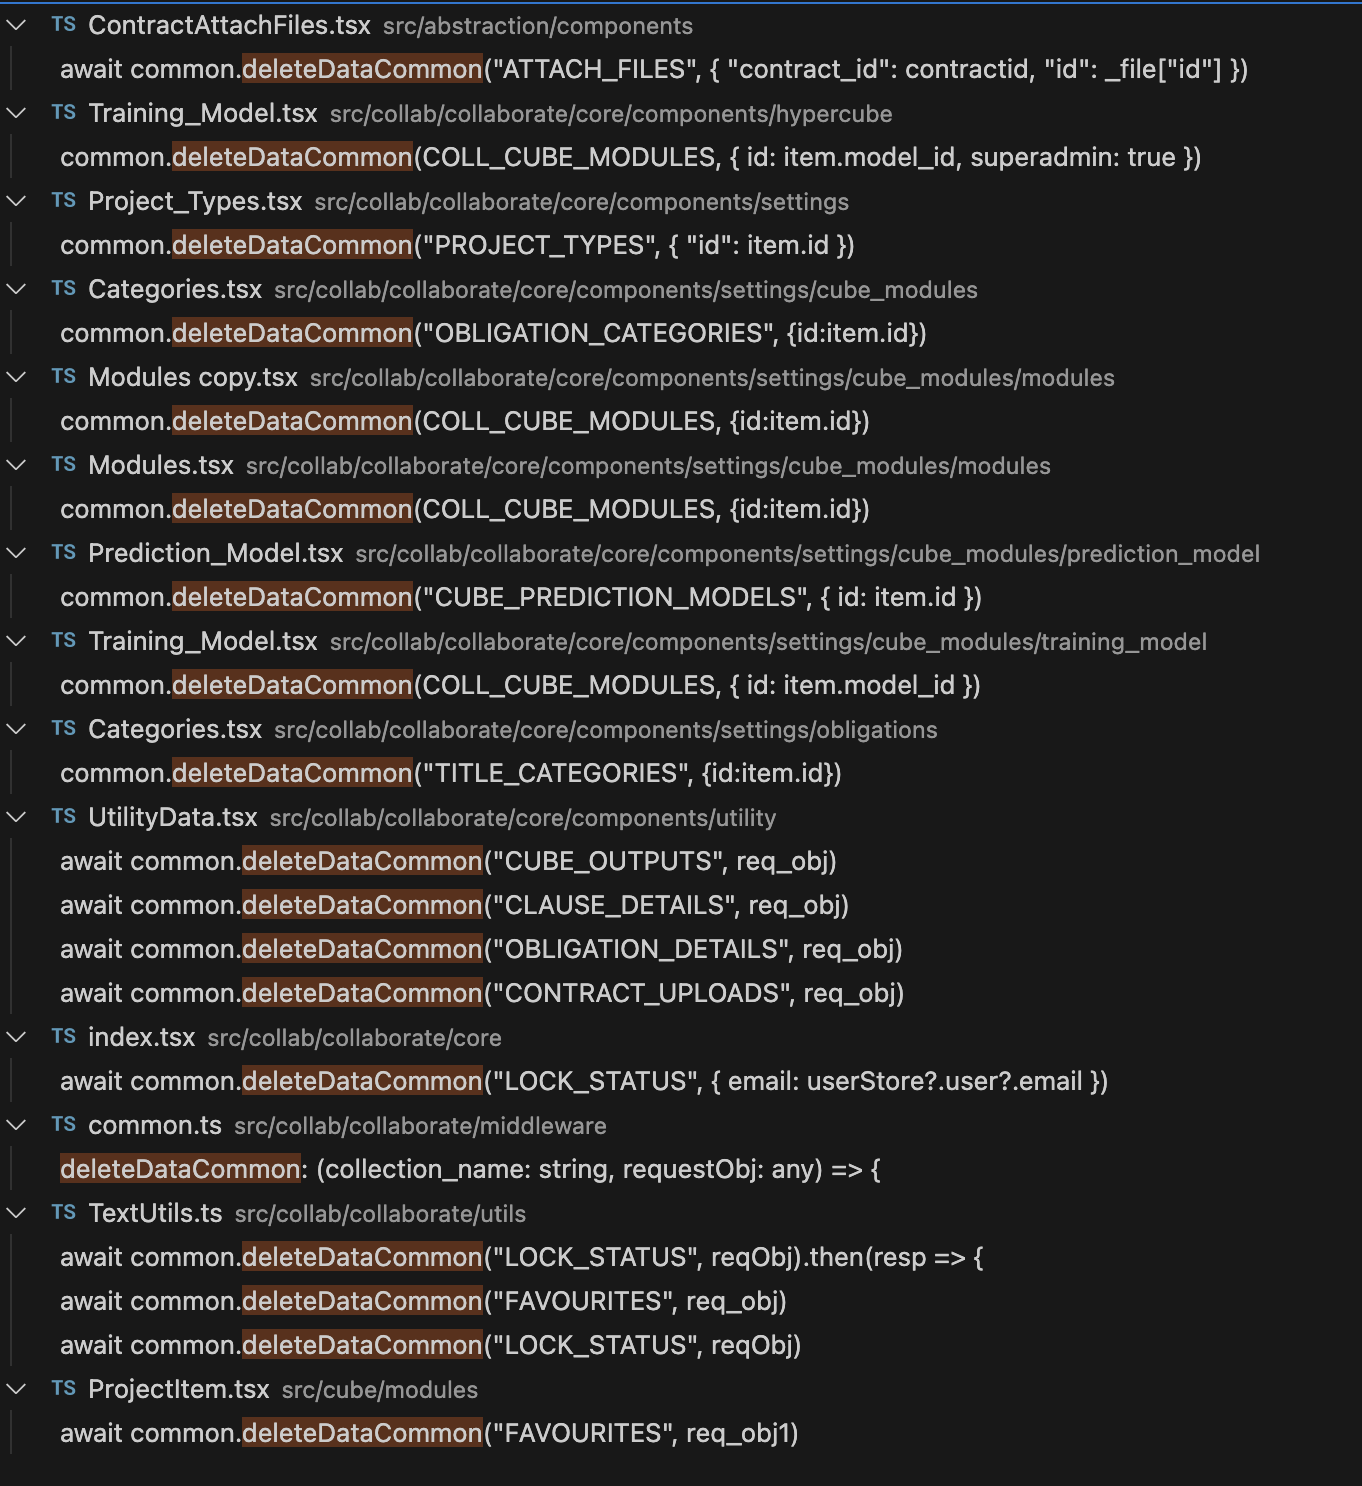 TS ContractAttachFiles.tsx src/abstraction/components
await common.deleteDataCommon("ATTACH_FILES", { "contract_id": contractid, "id": _file["id"] })
TS Training_Model.tsx src/collab/collaborate/core/components/hypercube
common.deleteDataCommon(COLL_CUBE_MODULES, { id: item.model_id, superadmin: true })
TS Project_Types.tsx src/collab/collaborate/core/components/settings
common.deleteDataCommon("PROJECT_TYPES", { "id": item.id })
TS Categories.tsx src/collab/collaborate/core/components/settings/cube_modules
common.deleteDataCommon("OBLIGATION_CATEGORIES", {id:item.id})
TS Modules copy.tsx src/collab/collaborate/core/components/settings/cube_modules/modules
common.deleteDataCommon(COLL_CUBE_MODULES, {id:item.id})
TS Modules.tsx src/collab/collaborate/core/components/settings/cube_modules/modules
common.deleteDataCommon(COLL_CUBE_MODULES, {id:item.id})
TS Prediction_Model.tsx src/collab/collaborate/core/components/settings/cube_modules/prediction_model
common.deleteDataCommon("CUBE_PREDICTION_MODELS", { id: item.id })
TS Training_Model.tsx src/collab/collaborate/core/components/settings/cube_modules/training_model
common.deleteDataCommon(COLL_CUBE_MODULES, { id: item.model_id })
TS Categories.tsx src/collab/collaborate/core/components/settings/obligations
common.deleteDataCommon("TITLE_CATEGORIES", {id:item.id})
TS UtilityData.tsx src/collab/collaborate/core/components/utility
await common.deleteDataCommon("CUBE_OUTPUTS", req_obj)
await common.deleteDataCommon("CLAUSE_DETAILS", req_obj)
await common.deleteDataCommon("OBLIGATION_DETAILS", req_obj)
await common.deleteDataCommon("CONTRACT_UPLOADS", req_obj)
TS index.tsx src/collab/collaborate/core
await common.deleteDataCommon("LOCK_STATUS", { email: userStore?.user?.email })
TS common.ts src/collab/collaborate/middleware
deleteDataCommon: (collection_name: string, requestObj: any) => {
TS TextUtils.ts src/collab/collaborate/utils
await common.deleteDataCommon("LOCK_STATUS", reqObj).then(resp => {
await common.deleteDataCommon("FAVOURITES", req_obj)
await common.deleteDataCommon("LOCK_STATUS", reqObj)
TS ProjectItem.tsx src/cube/modules
await common.deleteDataCommon("FAVOURITES", req_obj1)